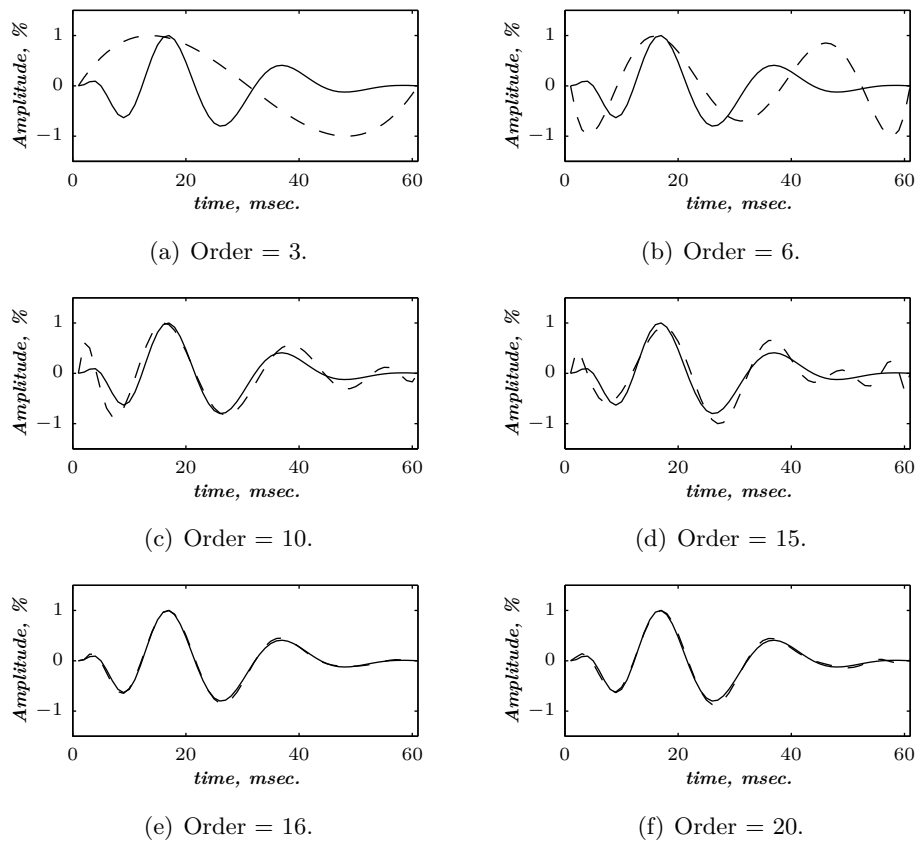 Amplitude, %
1
0
−1
0 20 40 60
time, msec.
(a) Order = 3.
Amplitude, %
1
0
−1
0 20 40 60
time, msec.
(b) Order = 6.
Amplitude, %
1
0
−1
0 20 40 60
time, msec.
(c) Order = 10.
Amplitude, %
1
0
−1
0 20 40 60
time, msec.
(d) Order = 15.
Amplitude, %
1
0
−1
0 20 40 60
time, msec.
(e) Order = 16.
Amplitude, %
1
0
−1
0 20 40 60
time, msec.
(f) Order = 20.